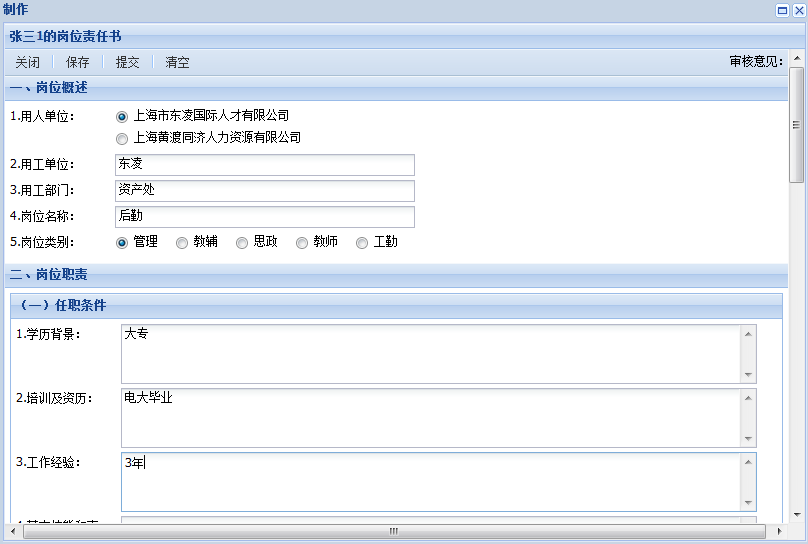 制作
张三1的岗位责任书
关闭 保存 提交 清空 审核意见：
一、岗位概述
1.用人单位： 上海市东凌国际人才有限公司
上海黄渡同济人力资源有限公司
2.用工单位： 东凌
3.用工部门： 资产处
4.岗位名称： 后勤
5.岗位类别： 管理 教辅 思政 教师 工勤
二、岗位职责
（一）任职条件
1.学历背景： 大专
2.培训及资历： 电大毕业
3.工作经验： 3年